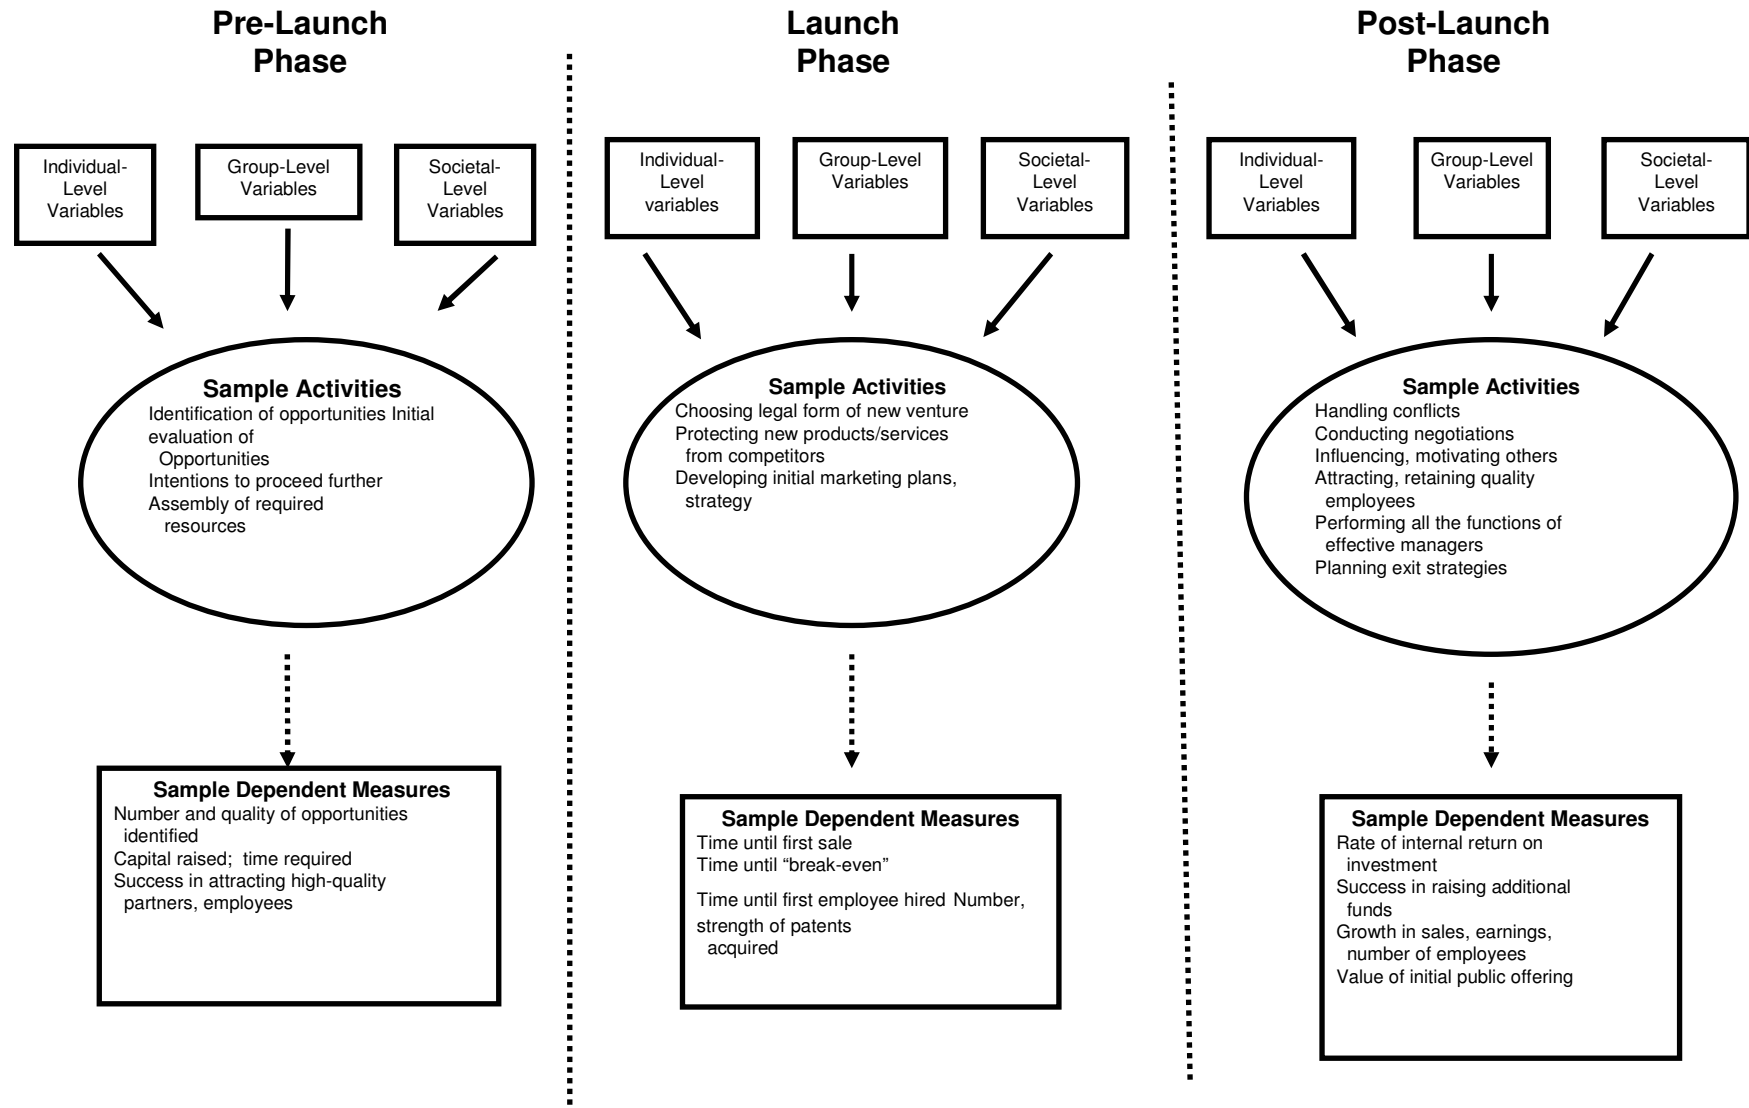 Pre-Launch
Phase
Individual-
Level
Variables
Group-Level
Variables
Societal-
Level
Variables
Sample Activities
Identification of opportunities Initial
evaluation of
Opportunities
Intentions to proceed further
Assembly of required
resources
Sample Dependent Measures
Number and quality of opportunities
identified
Capital raised; time required
Success in attracting high-quality
partners, employees
Launch
Phase
Individual-
Level
variables
Group-Level
Variables
Societal-
Level
Variables
Sample Activities
Choosing legal form of new venture
Protecting new products/services
from competitors
Developing initial marketing plans,
strategy
Sample Dependent Measures
Time until first sale
Time until “break-even”
Time until first employee hired Number,
strength of patents
acquired
Post-Launch
Phase
Individual-
Level
Variables
Group-Level
Variables
Societal-
Level
Variables
Sample Activities
Handling conflicts
Conducting negotiations
Influencing, motivating others
Attracting, retaining quality
employees
Performing all the functions of
effective managers
Planning exit strategies
Sample Dependent Measures
Rate of internal return on
investment
Success in raising additional
funds
Growth in sales, earnings,
number of employees
Value of initial public offering